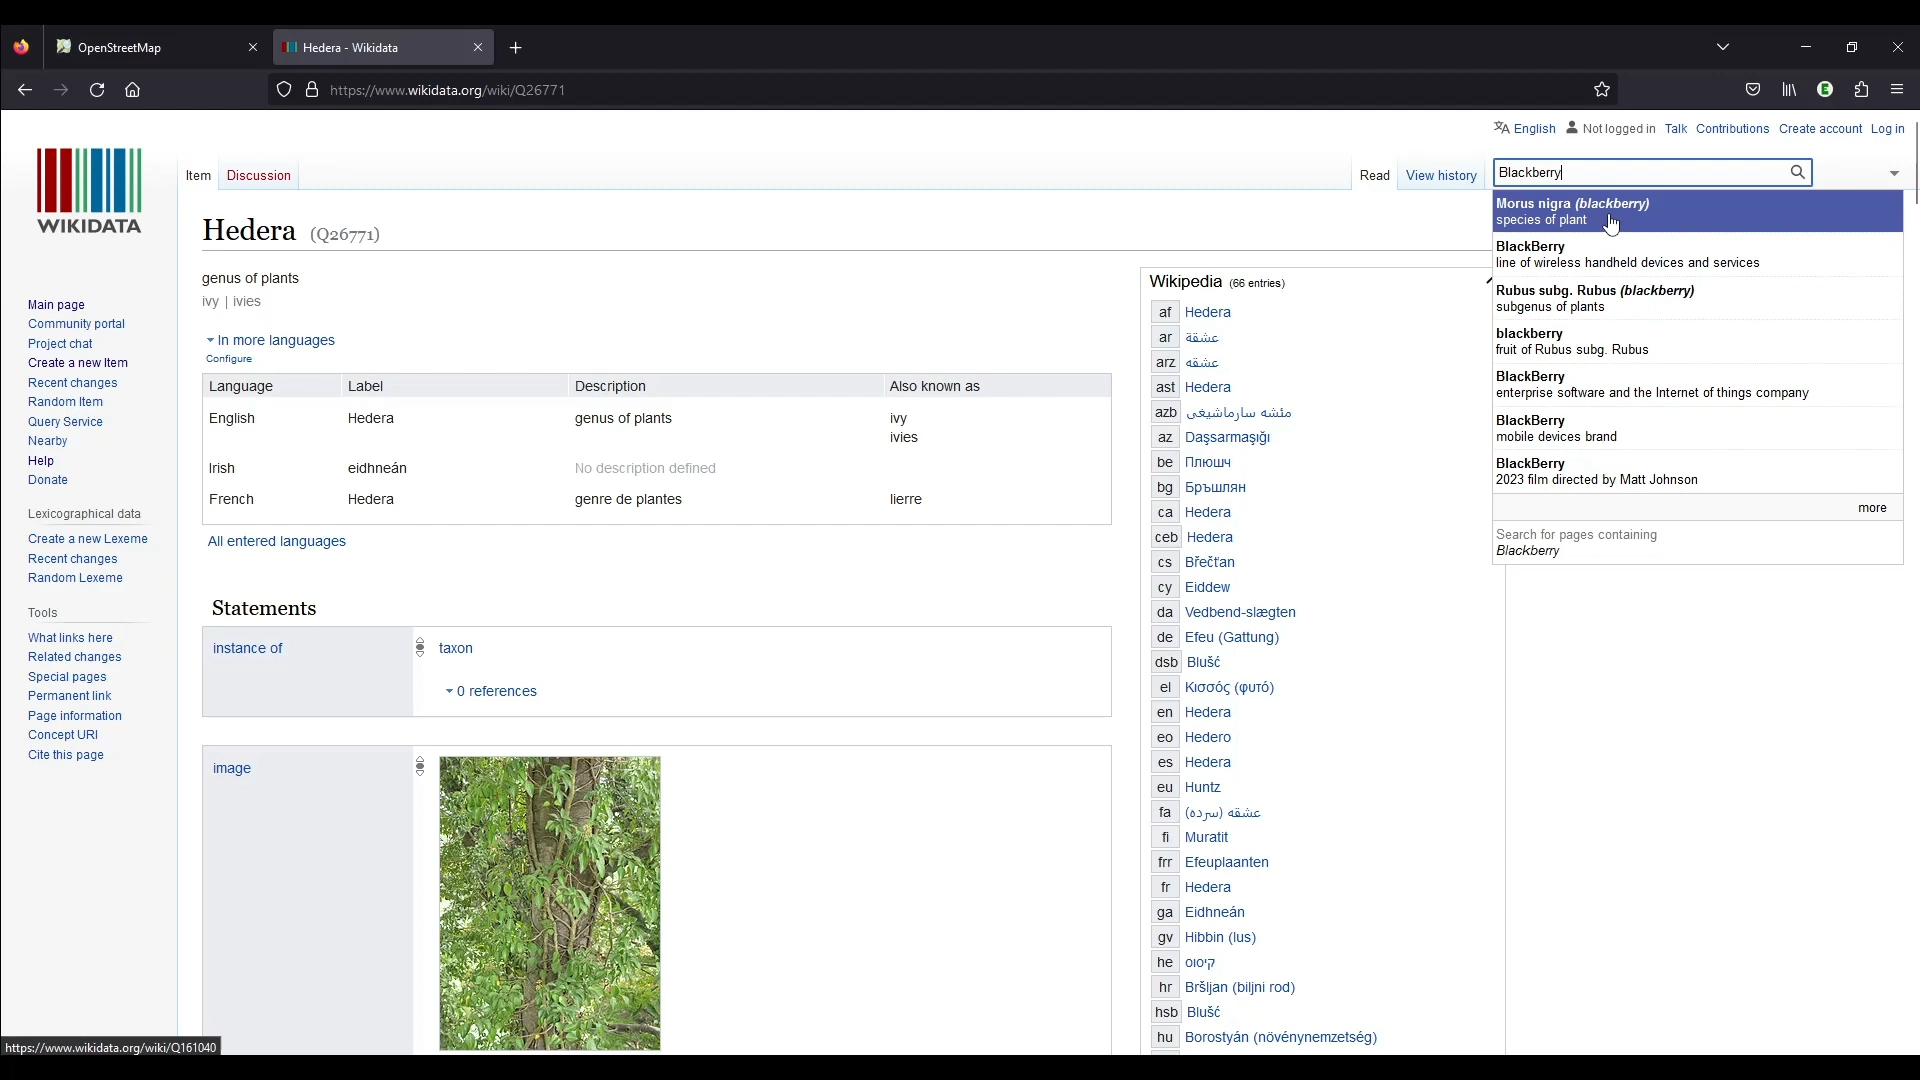 OpenStreetMap
Hedera - Wikidata
https://www.wikidata.org/wiki/Q26771
English Not logged in Talk Contributions Create account Log in
WIKIDATA
Item Discussion Read View history Blackberry
Main page
Community portal
Project chat
Create a new Item
Recent changes
Random Item
Query Service
Nearby
Help
Donate
Lexicographical data
Create a new Lexeme
Recent changes
Random Lexeme
Tools
What links here
Related changes
Special pages
Permanent link
Page information
Concept URI
Cite this page
Hedera (Q26771)
genus of plants
ivy | ivies
In more languages
Configure
Language Label Description Also known as
English Hedera genus of plants ivy
ivies
Irish eidhneán No description defined
French Hedera genre de plantes lierre
All entered languages
Statements
instance of taxon
0 references
image
Wikipedia (66 entries)
af Hedera
ar عشقة
arz عشقه
ast Hedera
azb مئشه سارماشیغی
az Daşsarmaşığı
be Плюшч
bg Бръшлян
ca Hedera
ceb Hedera
cs Břečťan
cy Eiddew
da Vedbend-slægten
de Efeu (Gattung)
dsb Blušć
el Κισσός (φυτό)
en Hedera
eo Hedero
es Hedera
eu Huntz
fa عشقه (سرده)
fi Muratit
frr Efeuplaanten
fr Hedera
ga Eidhneán
gv Hibbin (lus)
he קיסוס
hr Bršljan (biljni rod)
hsb Blušć
hu Borostyán (növénynemzetség)
Morus nigra (blackberry)
species of plant
BlackBerry
line of wireless handheld devices and services
Rubus subg. Rubus (blackberry)
subgenus of plants
blackberry
fruit of Rubus subg. Rubus
BlackBerry
enterprise software and the Internet of things company
BlackBerry
mobile devices brand
BlackBerry
2023 film directed by Matt Johnson
more
Search for pages containing
Blackberry
https://www.wikidata.org/wiki/Q161040